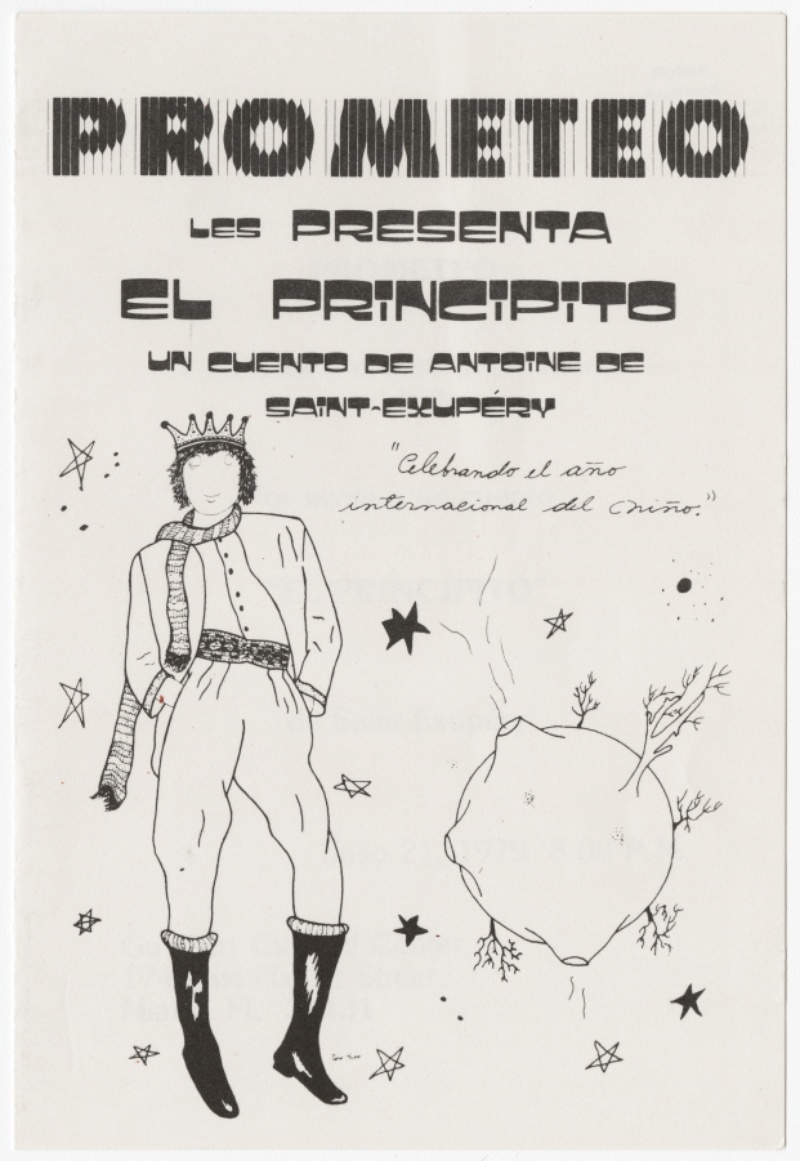 PROMETEO
LES PRESENTA
EL PRINCIPITO
UN CUENTO DE ANTOINE DE
SAINT-EXUPÉRY
"Celebrando el año
internacional del niño."